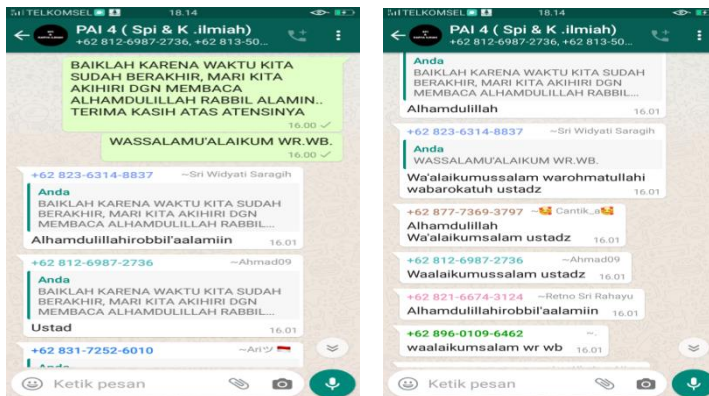 TELKOMSEL
18.14
PAI 4 ( Spi & K .ilmiah)
+62 812-6987-2736, +62 813-50...
BAIKLAH KARENA WAKTU KITA
SUDAH BERAKHIR, MARI KITA
AKIHIRI DGN MEMBACA
ALHAMDULILLAH RABBIL ALAMIN..
TERIMA KASIH ATAS ATENSINYA
16.00
WASSALAMU'ALAIKUM WR.WB.
16.00
+62 823-6314-8837 ~Sri Widyati Saragih
Anda
BAIKLAH KARENA WAKTU KITA SUDAH
BERAKHIR, MARI KITA AKIHIRI DGN
MEMBACA ALHAMDULILLAH RABBIL...
Alhamdulillahirobbil'aalamiin 16.01
+62 812-6987-2736 ~Ahmad09
Anda
BAIKLAH KARENA WAKTU KITA SUDAH
BERAKHIR, MARI KITA AKIHIRI DGN
MEMBACA ALHAMDULILLAH RABBIL...
Ustad 16.01
+62 831-7252-6010 ~Ariツ 🇮🇩
Anda
Ketik pesan
TELKOMSEL
18.14
PAI 4 ( Spi & K .ilmiah)
+62 812-6987-2736, +62 813-50...
Anda
BAIKLAH KARENA WAKTU KITA SUDAH
BERAKHIR, MARI KITA AKIHIRI DGN
MEMBACA ALHAMDULILLAH RABBIL...
Alhamdulillah 16.01
+62 823-6314-8837 ~Sri Widyati Saragih
Anda
WASSALAMU'ALAIKUM WR.WB.
Wa'alaikumussalam warohmatullahi
wabarokatuh ustadz 16.01
+62 877-7369-3797 ~🥰 Cantik_a🥰
Alhamdulillah
Wa'alaikumsalam ustadz 16.01
+62 812-6987-2736 ~Ahmad09
Waalaikumussalam ustadz 16.01
+62 821-6674-3124 ~Retno Sri Rahayu
Alhamdulillahirobbil'aalamiin 16.01
+62 896-0109-6462 ~.
waalaikumsalam wr wb 16.01
Ketik pesan